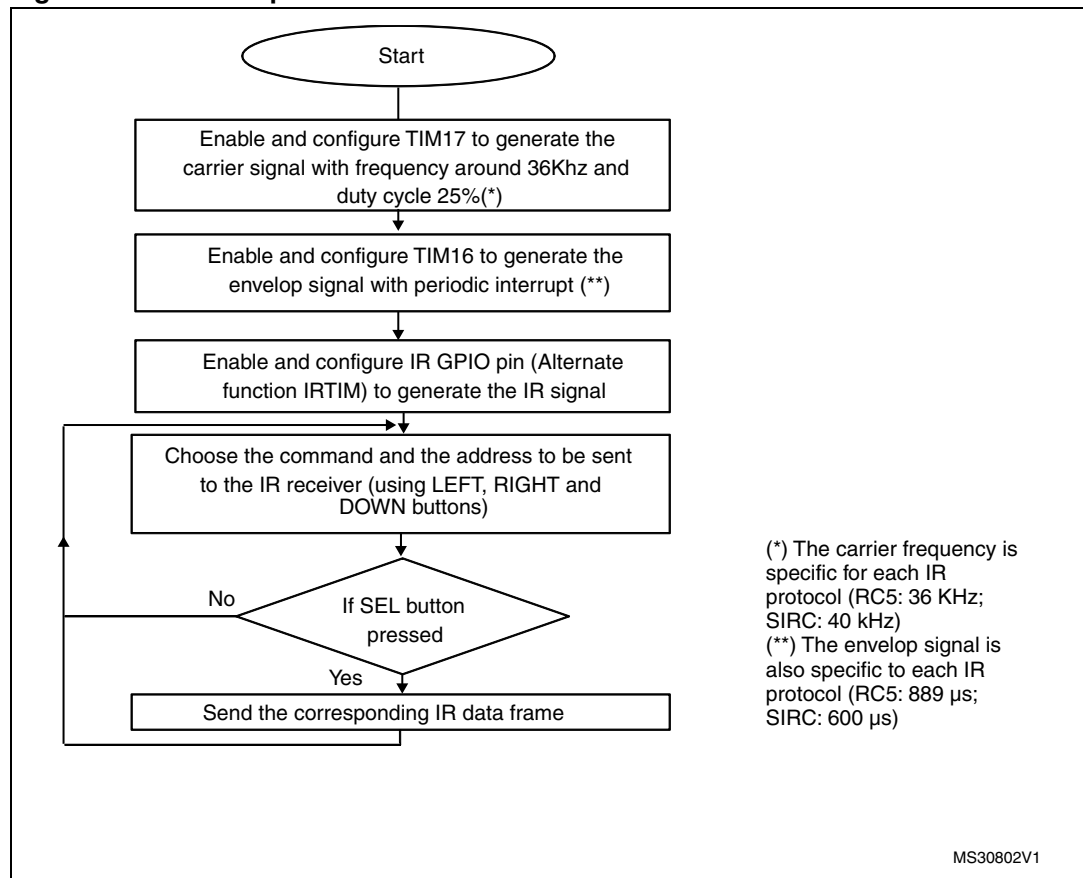 Start
Enable and configure TIM17 to generate the
carrier signal with frequency around 36Khz and
duty cycle 25%(*)
Enable and configure TIM16 to generate the
envelop signal with periodic interrupt (**)
Enable and configure IR GPIO pin (Alternate
function IRTIM) to generate the IR signal
Choose the command and the address to be sent
to the IR receiver (using LEFT, RIGHT and
DOWN buttons)
No
If SEL button
pressed
Yes
Send the corresponding IR data frame
(*) The carrier frequency is
specific for each IR
protocol (RC5: 36 KHz;
SIRC: 40 kHz)
(**) The envelop signal is
also specific to each IR
protocol (RC5: 889 µs;
SIRC: 600 µs)
MS30802V1